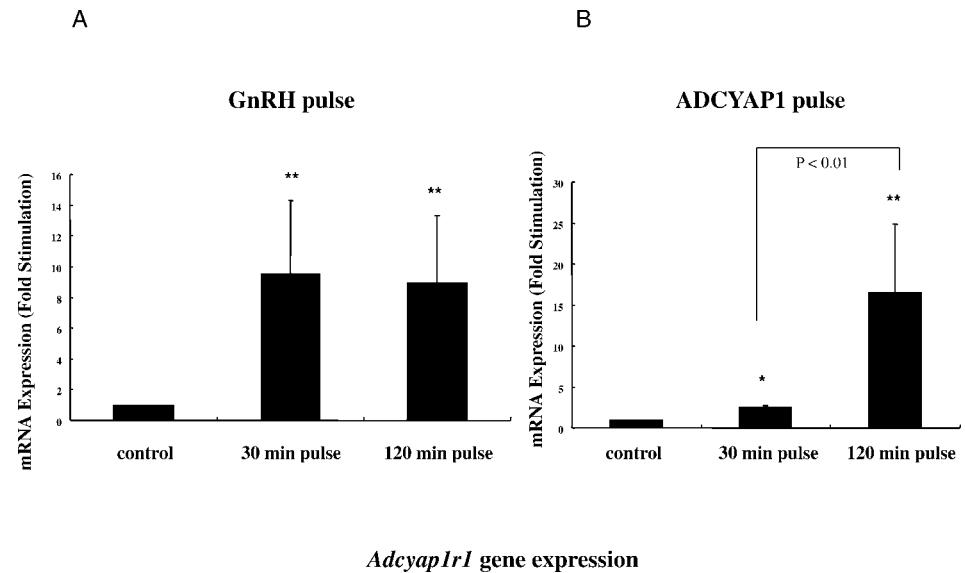 A
GnRH pulse
mRNA Expression (Fold Stimulation)
16
14
12
10
8
6
4
2
0
**
**
control
30 min pulse
120 min pulse
B
ADCYAP1 pulse
P < 0.01
mRNA Expression (Fold Stimulation)
30
25
20
15
10
5
0
*
**
control
30 min pulse
120 min pulse
Adcyap1r1 gene expression